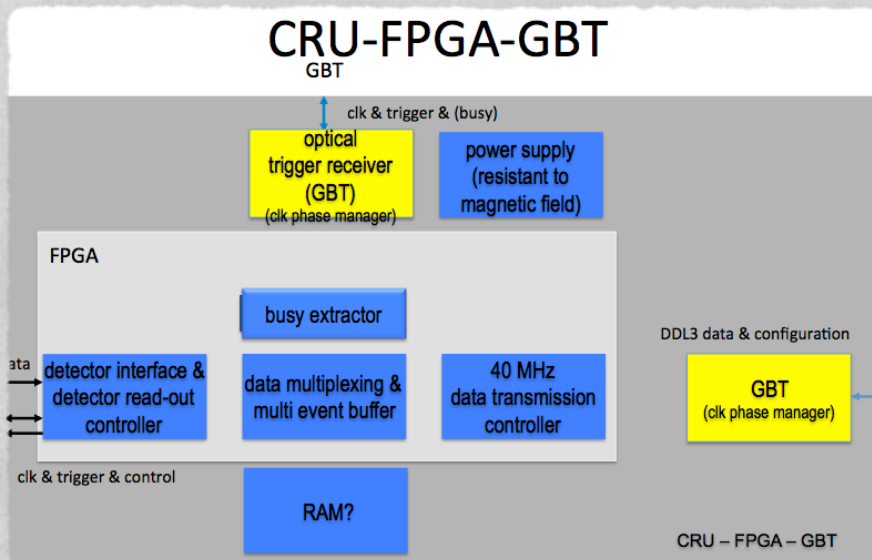 CRU-FPGA-GBT
GBT
clk & trigger & (busy)
optical
trigger receiver
(GBT)
(clk phase manager)
power supply
(resistant to
magnetic field)
FPGA
busy extractor
DDL3 data & configuration
ata
detector interface &
detector read-out
controller
data multiplexing &
multi event buffer
40 MHz
data transmission
controller
GBT
(clk phase manager)
clk & trigger & control
RAM?
CRU – FPGA – GBT